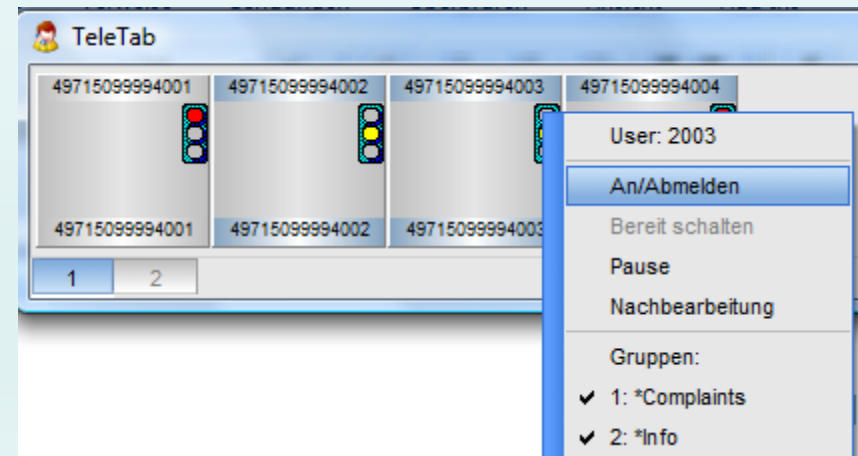 TeleTab
49715099994001 49715099994002 49715099994003 49715099994004
49715099994001 49715099994002 49715099994003
1 2
User: 2003
An/Abmelden
Bereit schalten
Pause
Nachbearbeitung
Gruppen:
1: *Complaints
2: *Info